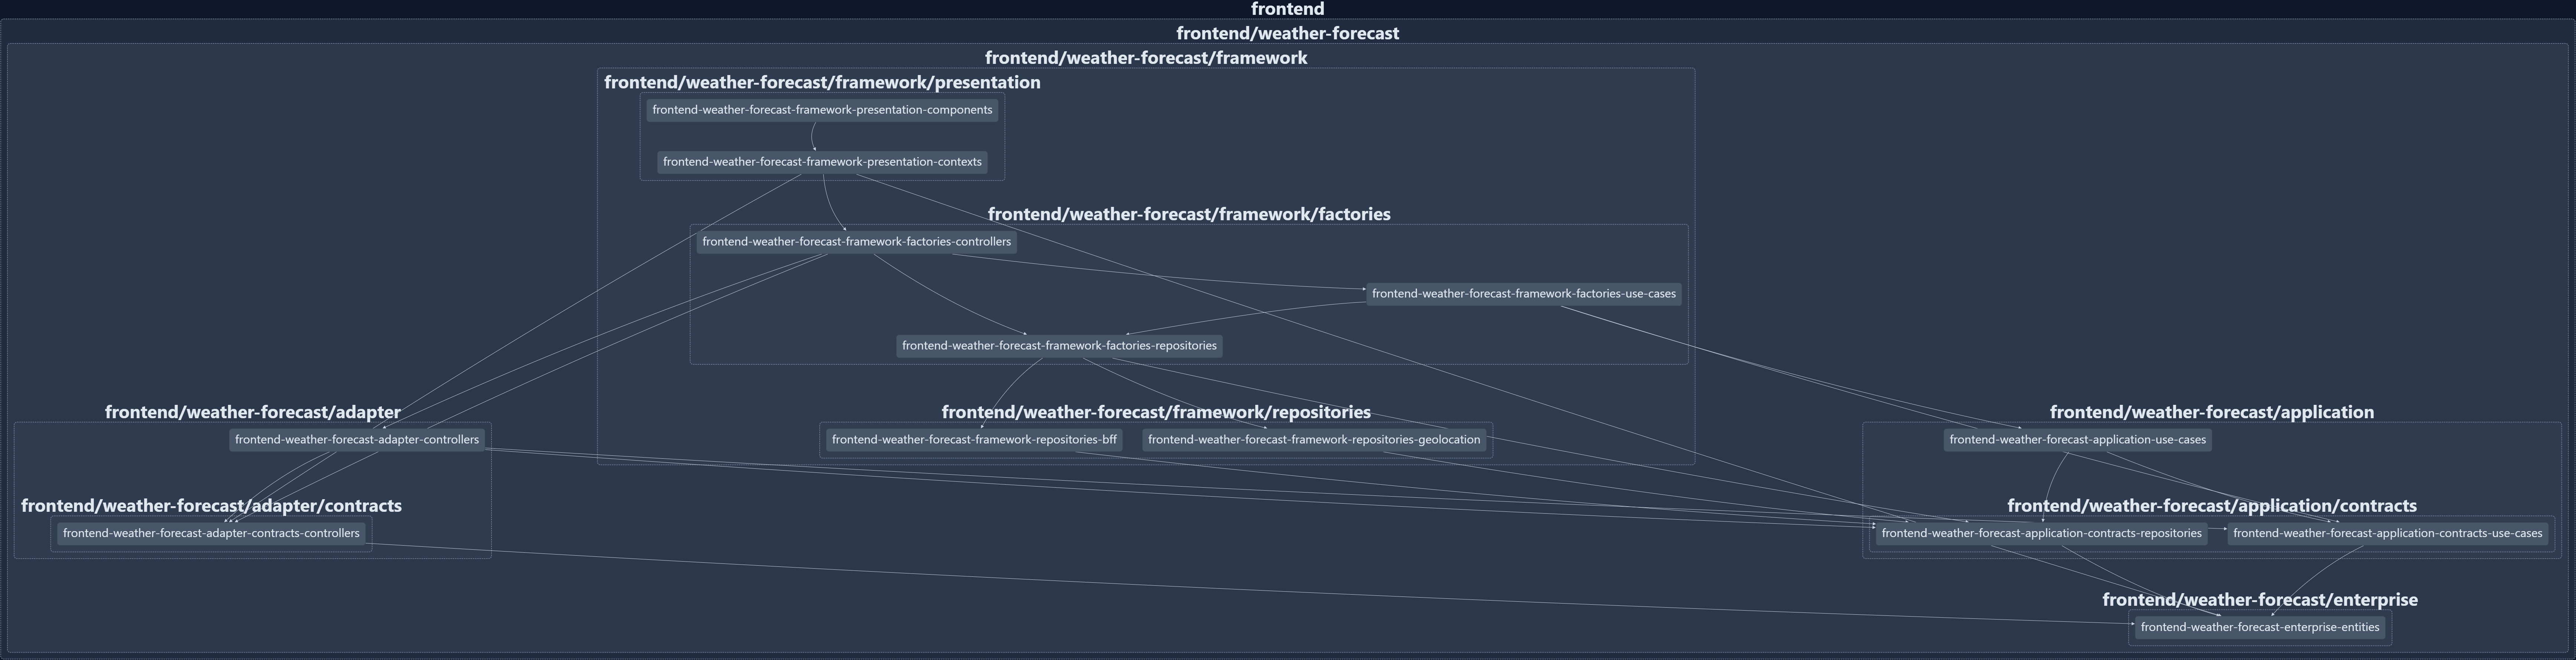 frontend
frontend/weather-forecast
frontend/weather-forecast/framework
frontend/weather-forecast/framework/presentation
frontend-weather-forecast-framework-presentation-components
frontend-weather-forecast-framework-presentation-contexts
frontend/weather-forecast/framework/factories
frontend-weather-forecast-framework-factories-controllers
frontend-weather-forecast-framework-factories-use-cases
frontend-weather-forecast-framework-factories-repositories
frontend/weather-forecast/adapter
frontend/weather-forecast/framework/repositories
frontend/weather-forecast/application
frontend-weather-forecast-adapter-controllers
frontend-weather-forecast-framework-repositories-bff
frontend-weather-forecast-framework-repositories-geolocation
frontend-weather-forecast-application-use-cases
frontend/weather-forecast/adapter/contracts
frontend/weather-forecast/application/contracts
frontend-weather-forecast-adapter-contracts-controllers
frontend-weather-forecast-application-contracts-repositories
frontend-weather-forecast-application-contracts-use-cases
frontend/weather-forecast/enterprise
frontend-weather-forecast-enterprise-entities